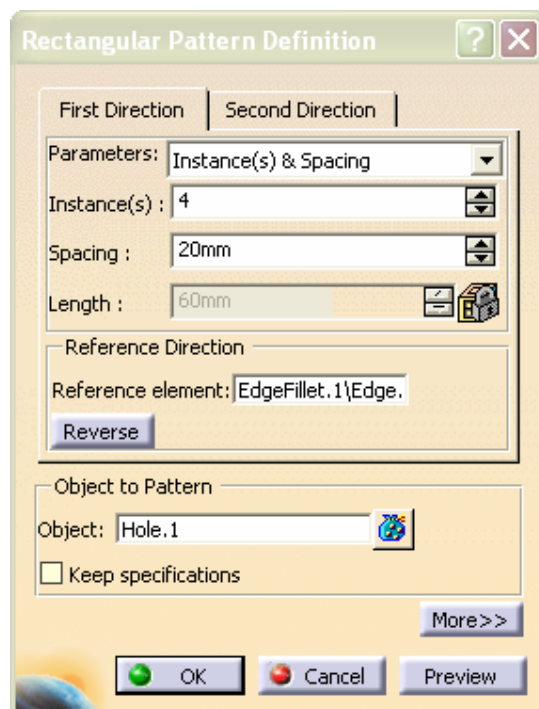 Rectangular Pattern Definition ? X
First Direction Second Direction
Parameters: Instance(s) & Spacing
Instance(s) : 4
Spacing : 20mm
Length : 60mm
Reference Direction
Reference element: EdgeFillet.1\Edge.
Reverse
Object to Pattern
Object: Hole.1
Keep specifications
More>>
OK Cancel Preview